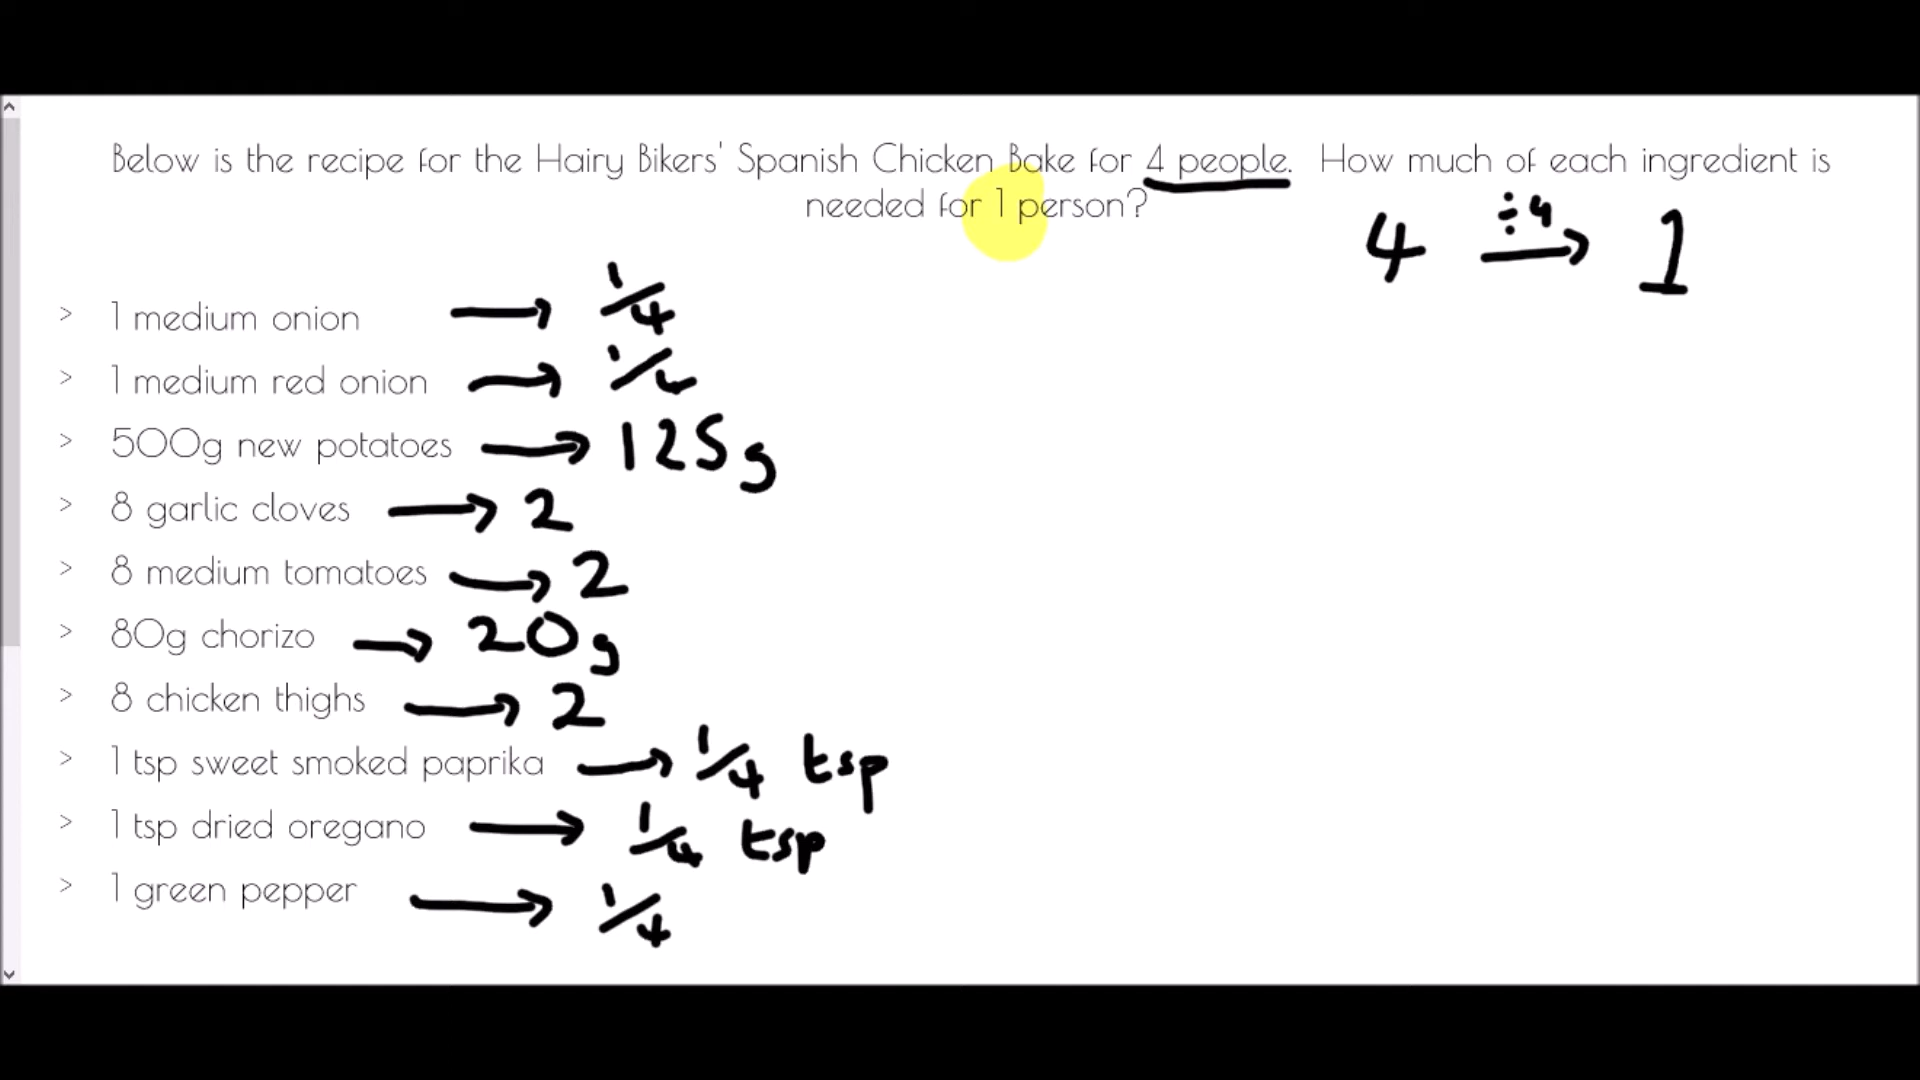 Below is the recipe for the Hairy Bikers' Spanish Chicken Bake for 4 people. How much of each ingredient is
needed for 1 person?
4 ÷4 → 1
> 1 medium onion → 1/4
> 1 medium red onion → 1/4
> 500g new potatoes → 125g
> 8 garlic cloves → 2
> 8 medium tomatoes → 2
> 80g chorizo → 20g
> 8 chicken thighs → 2
> 1 tsp sweet smoked paprika → 1/4 tsp
> 1 tsp dried oregano → 1/4 tsp
> 1 green pepper → 1/4